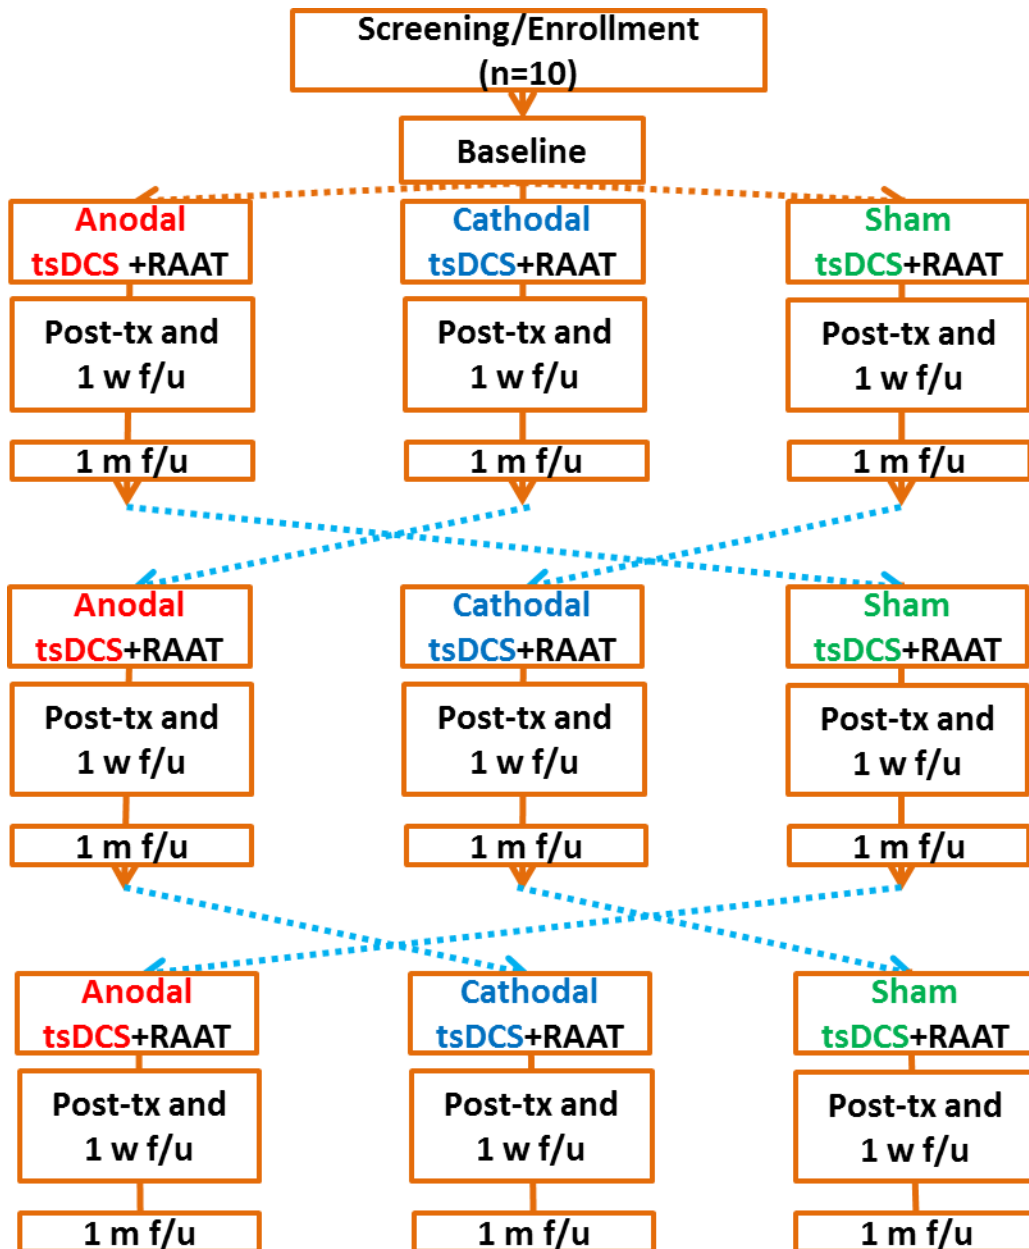 Screening/Enrollment
(n=10)
Baseline
Anodal
tsDCS +RAAT
Cathodal
tsDCS+RAAT
Sham
tsDCS+RAAT
Post-tx and
1 w f/u
Post-tx and
1 w f/u
Post-tx and
1 w f/u
1 m f/u
1 m f/u
1 m f/u
Anodal
tsDCS+RAAT
Cathodal
tsDCS+RAAT
Sham
tsDCS+RAAT
Post-tx and
1 w f/u
Post-tx and
1 w f/u
Post-tx and
1 w f/u
1 m f/u
1 m f/u
1 m f/u
Anodal
tsDCS+RAAT
Cathodal
tsDCS+RAAT
Sham
tsDCS+RAAT
Post-tx and
1 w f/u
Post-tx and
1 w f/u
Post-tx and
1 w f/u
1 m f/u
1 m f/u
1 m f/u